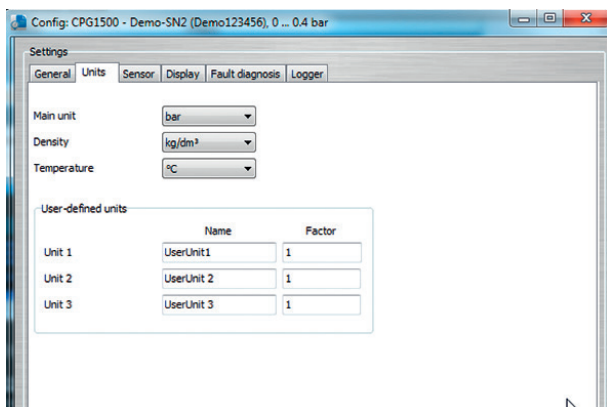 Config: CPG1500 - Demo-SN2 (Demo123456), 0 ... 0.4 bar
Settings
General Units Sensor Display Fault diagnosis Logger
Main unit bar
Density kg/dm³
Temperature °C
User-defined units
Name Factor
Unit 1 UserUnit1 1
Unit 2 UserUnit 2 1
Unit 3 UserUnit 3 1